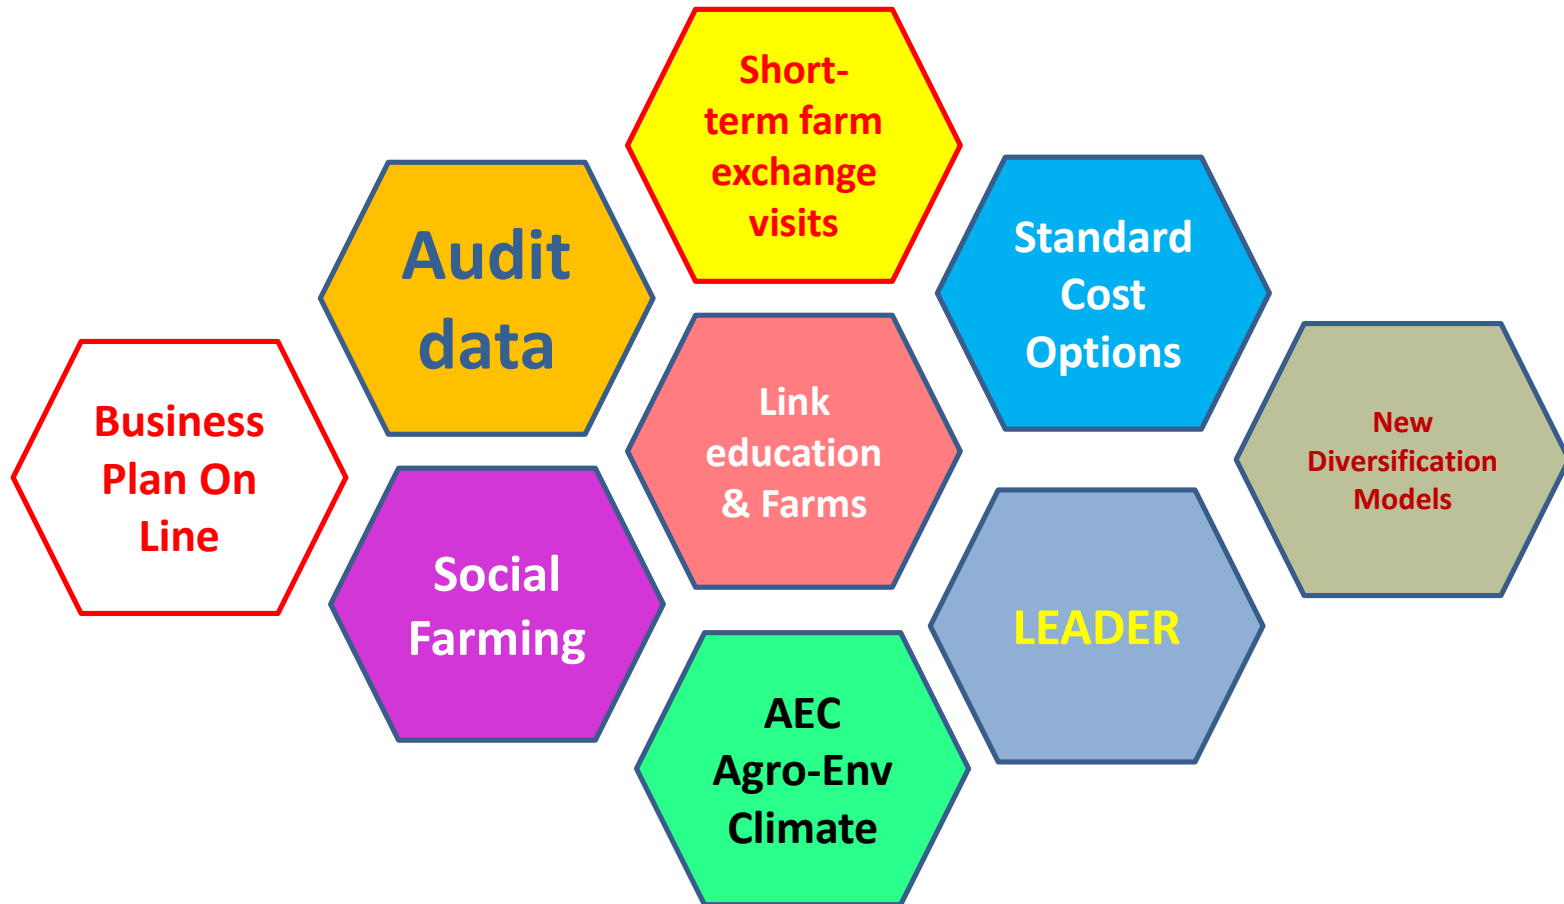 Short-
term farm
exchange
visits
Audit
data
Standard
Cost
Options
Business
Plan On
Line
Link
education
& Farms
New
Diversification
Models
Social
Farming
LEADER
AEC
Agro-Env
Climate